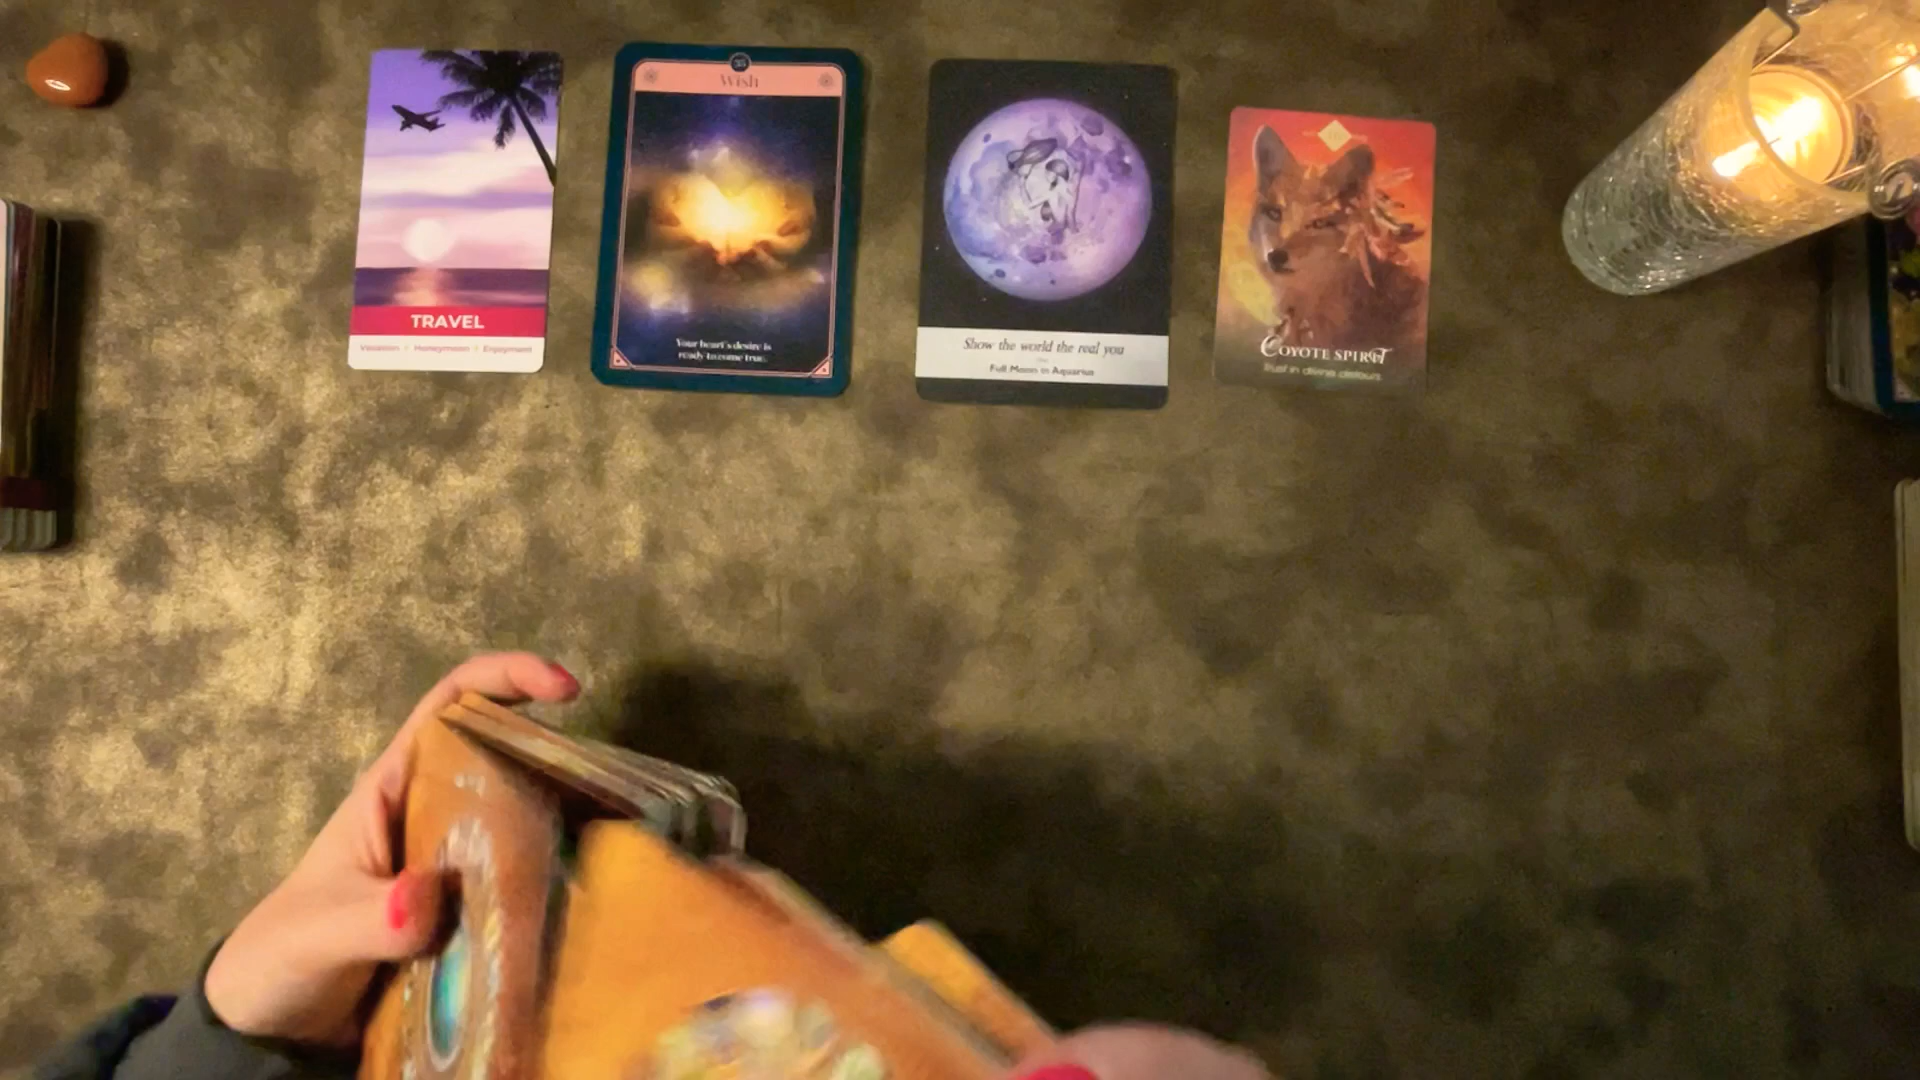 TRAVEL
Vacation Honeymoon Enjoyment
Wish
Your heart's desire is
ready to come true.
Show the world the real you
Full Moon in Aquarius
COYOTE SPIRIT
Trust in divine detours